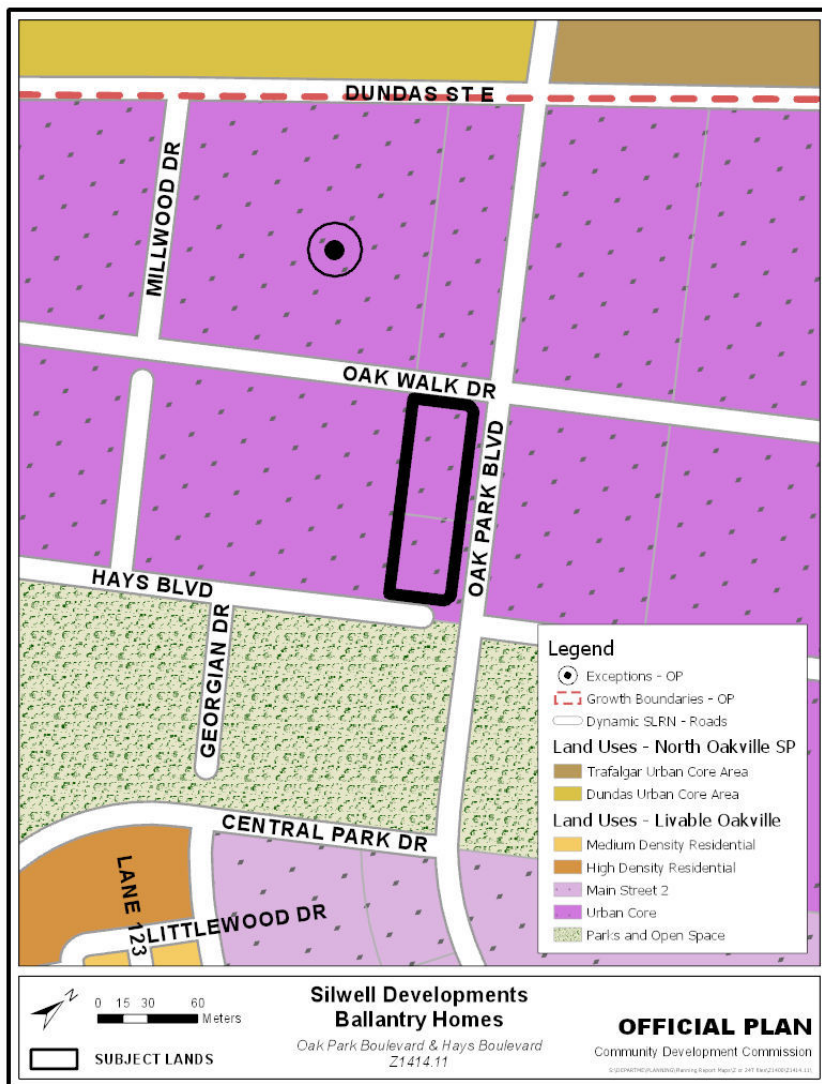 DUNDAS ST E
MILLWOOD DR
OAK WALK DR
OAK PARK BLVD
HAYS BLVD
GEORGIAN DR
CENTRAL PARK DR
LANE 123
LITTLEWOOD DR
Legend
Exceptions - OP
Growth Boundaries - OP
Dynamic SLRN - Roads
Land Uses - North Oakville SP
Trafalgar Urban Core Area
Dundas Urban Core Area
Land Uses - Livable Oakville
Medium Density Residential
High Density Residential
Main Street 2
Urban Core
Parks and Open Space
N
0 15 30 60
Meters
SUBJECT LANDS
Silwell Developments
Ballantry Homes
Oak Park Boulevard & Hays Boulevard
Z1414.11
OFFICIAL PLAN
Community Development Commission